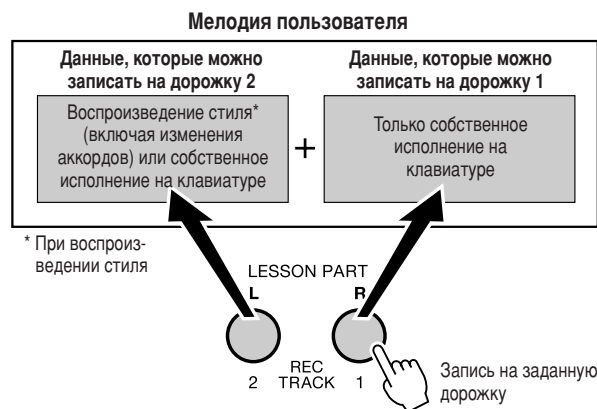 Мелодия пользователя
Данные, которые можно
записать на дорожку 2
Воспроизведение стиля*
(включая изменения
аккордов) или собственное
исполнение на клавиатуре
+
Данные, которые можно
записать на дорожку 1
Только собственное
исполнение на
клавиатуре
* При воспроиз-
ведении стиля
LESSON PART
L R
REC
2 TRACK 1
Запись на заданную
дорожку